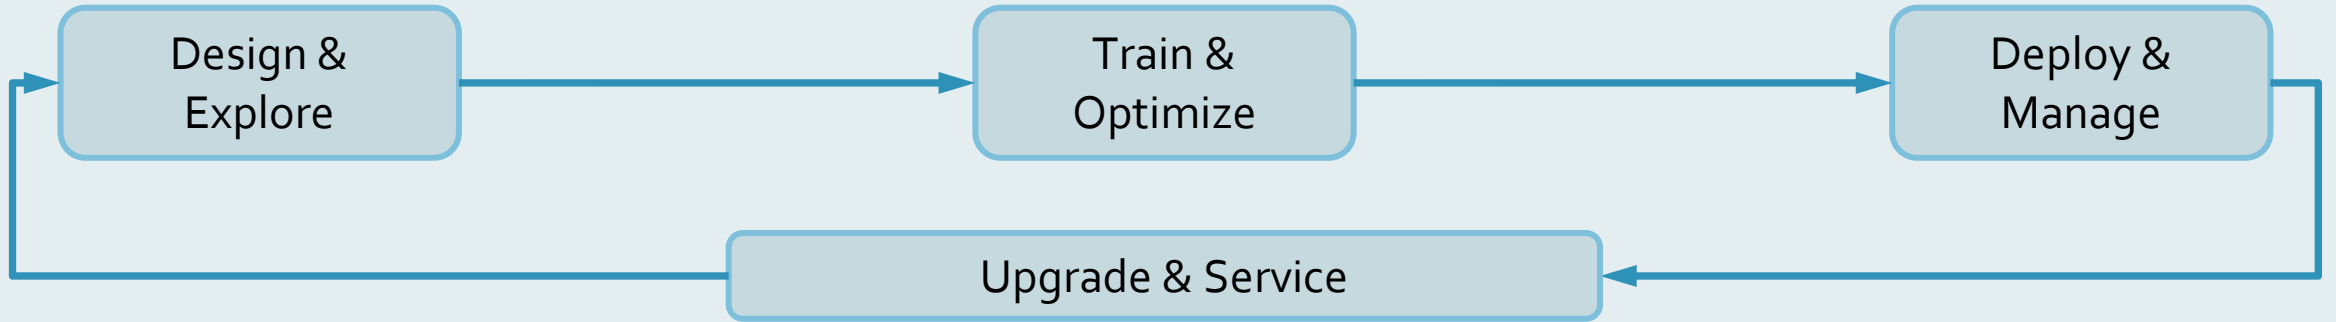 Design &
Explore
Train &
Optimize
Deploy &
Manage
Upgrade & Service